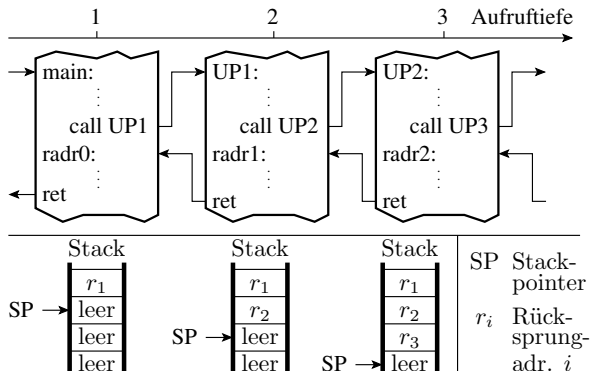 1 2 3 Aufruftiefe
main: UP1: UP2:
call UP1 call UP2 call UP3
radr0: radr1: radr2:
ret ret ret
Stack Stack Stack
r1 r1 r1
SP leer r2 r2
leer SP leer r3
leer leer SP leer
SP Stack-
pointer
ri Rück-
sprung-
adr. i